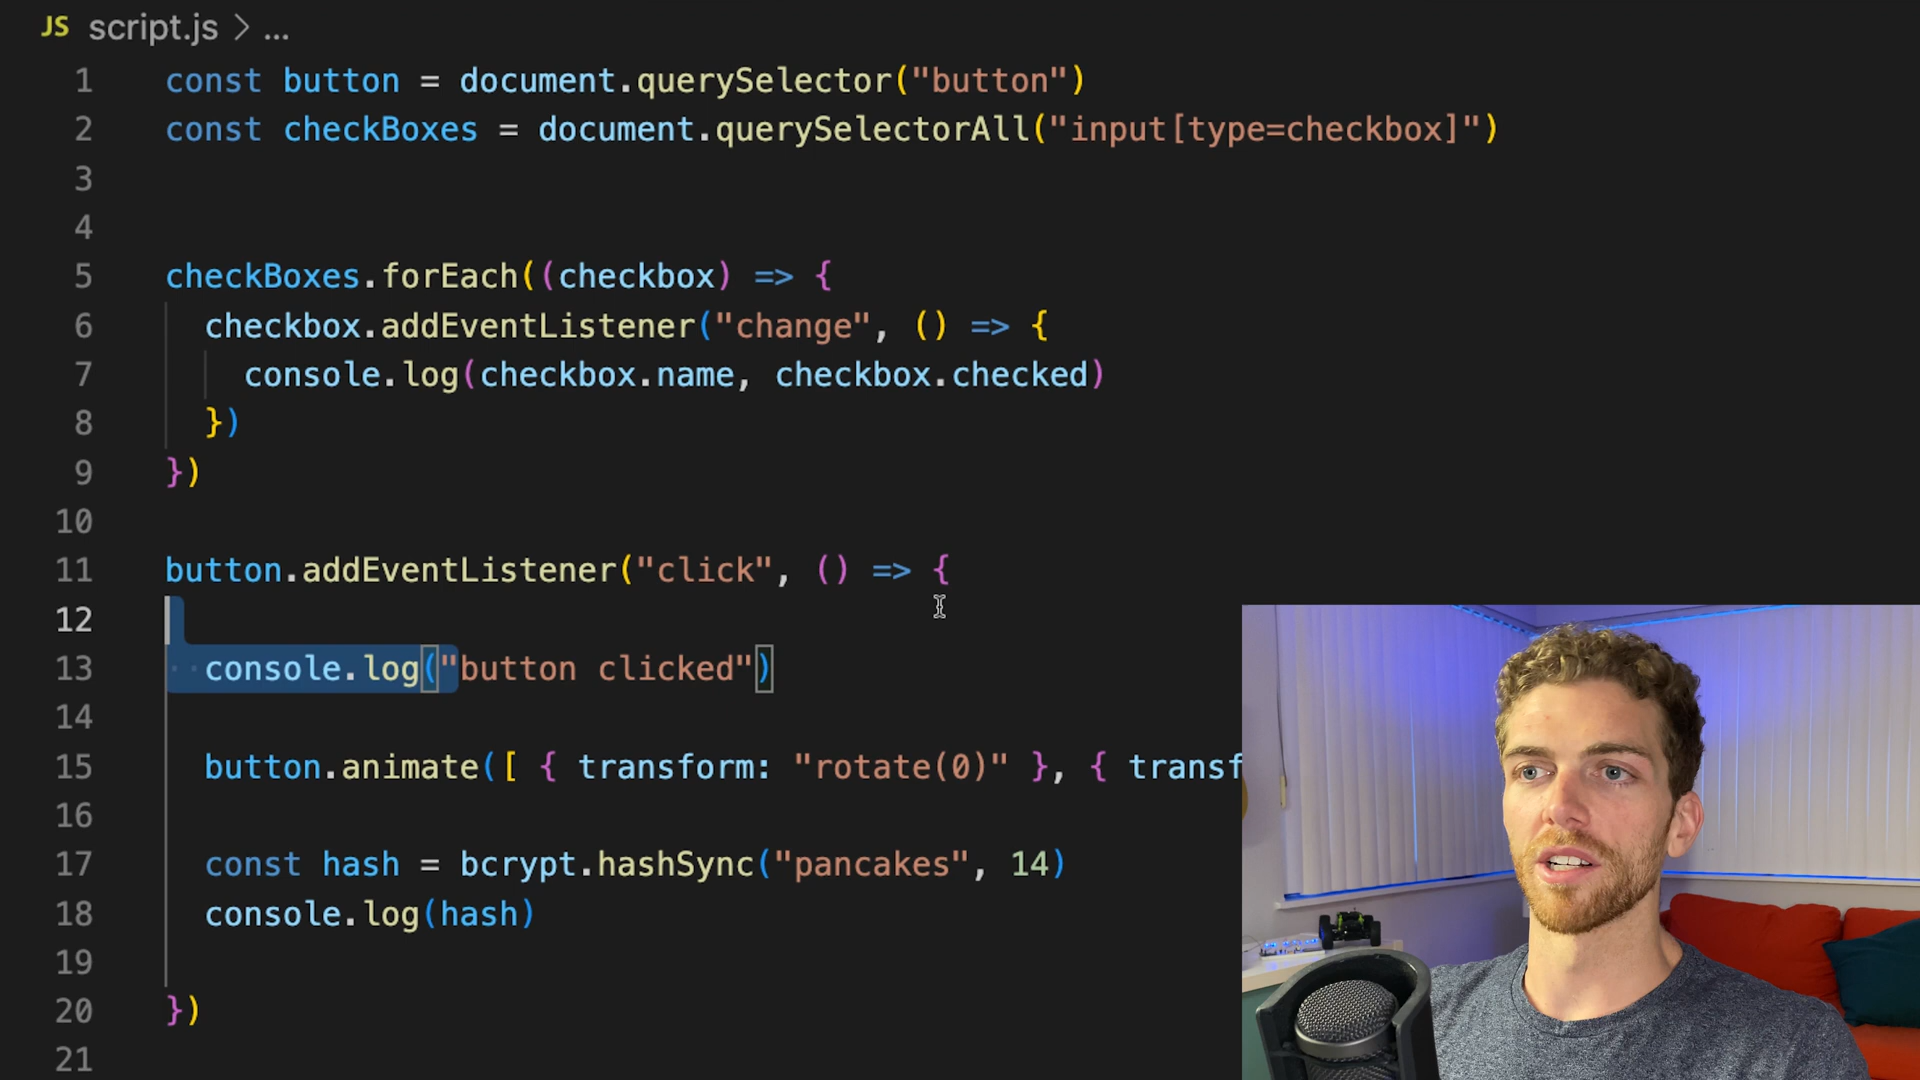 JS script.js > ...
1 const button = document.querySelector("button")
2 const checkBoxes = document.querySelectorAll("input[type=checkbox]")
3
4
5 checkBoxes.forEach((checkbox) => {
6 checkbox.addEventListener("change", () => {
7 console.log(checkbox.name, checkbox.checked)
8 })
9 })
10
11 button.addEventListener("click", () => {
12
13 console.log("button clicked")
14
15 button.animate([ { transform: "rotate(0)" }, { transf
16
17 const hash = bcrypt.hashSync("pancakes", 14)
18 console.log(hash)
19
20 })
21